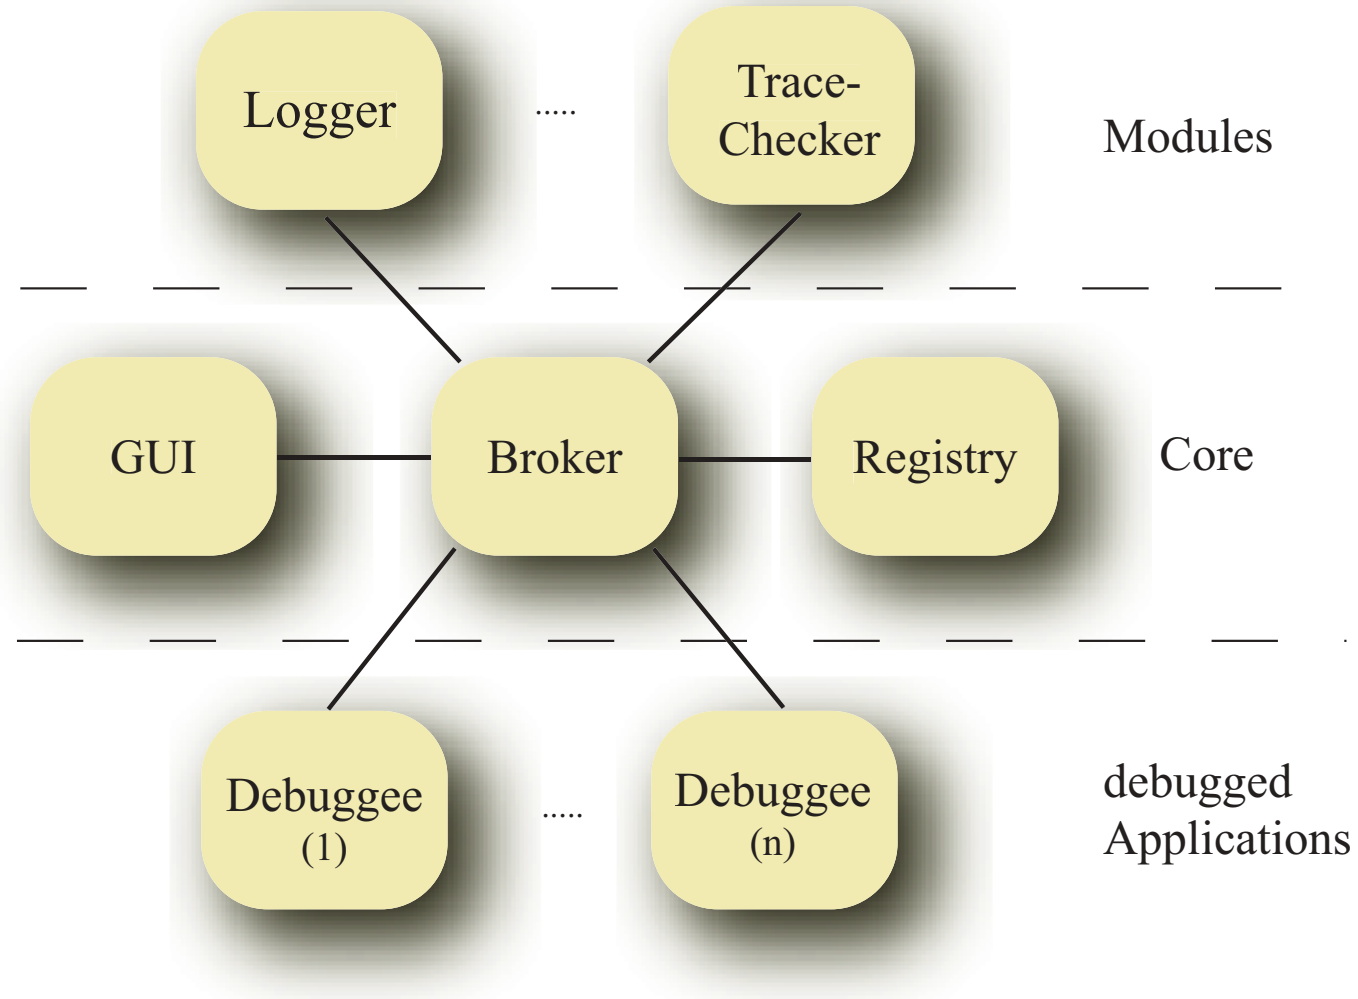 Logger
.....
Trace-
Checker
Modules
GUI
Broker
Registry
Core
Debuggee
(1)
.....
Debuggee
(n)
debugged
Applications